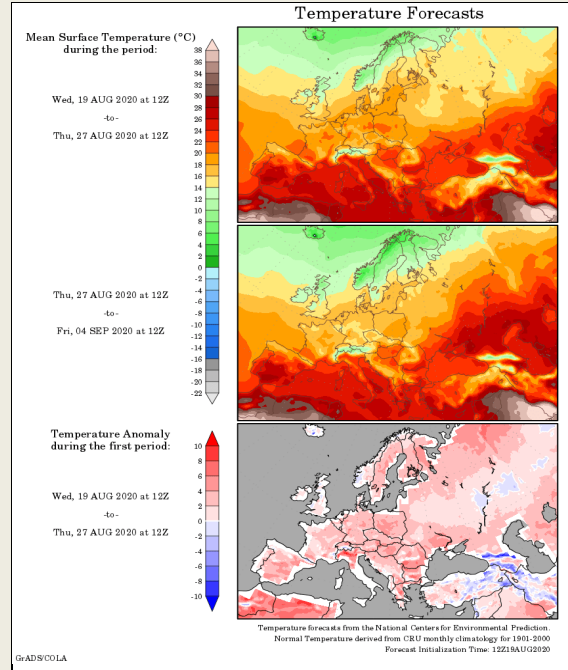 Temperature Forecasts
Mean Surface Temperature (°C)
during the period:
Wed, 19 AUG 2020 at 12Z
-to-
Thu, 27 AUG 2020 at 12Z
38
36
34
32
30
28
26
24
22
20
18
16
14
12
10
8
6
4
2
0
-2
-4
-6
-8
-10
-12
-14
-16
-18
-20
-22
Thu, 27 AUG 2020 at 12Z
-to-
Fri, 04 SEP 2020 at 12Z
Temperature Anomaly
during the first period:
Wed, 19 AUG 2020 at 12Z
-to-
Thu, 27 AUG 2020 at 12Z
10
8
6
4
2
0
-2
-4
-6
-8
-10
Temperature forecasts from the National Centers for Environmental Prediction.
Normal Temperature derived from CRU monthly climatology for 1901-2000
Forecast Initialization Time: 12Z19AUG2020
GrADS/COLA